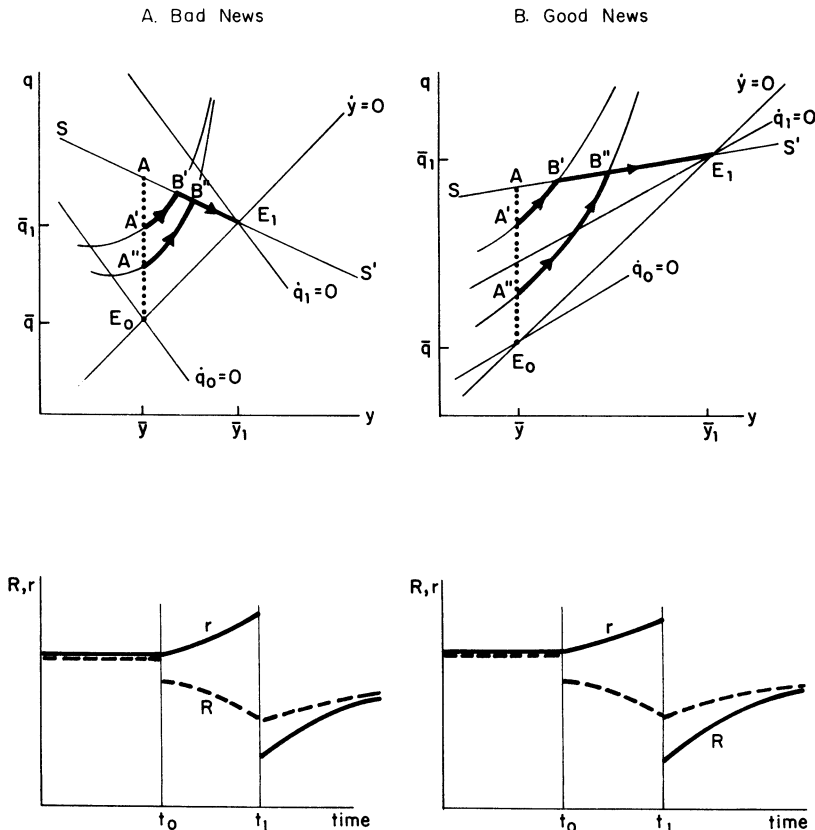 A. Bad News
q
S
A
B'
B"
A'
q̄₁
A"
E₁
S'
q̇₁=0
ẏ=0
q̄
E₀
q̇₀=0
ȳ
ȳ₁
y
B. Good News
q
ẏ=0
q̇₁=0
q̄₁
S
A
B'
B"
S'
E₁
A'
A"
q̇₀=0
q̄
E₀
ȳ
ȳ₁
y
R,r
r
R
t₀
t₁
time
R,r
r
R
t₀
t₁
time